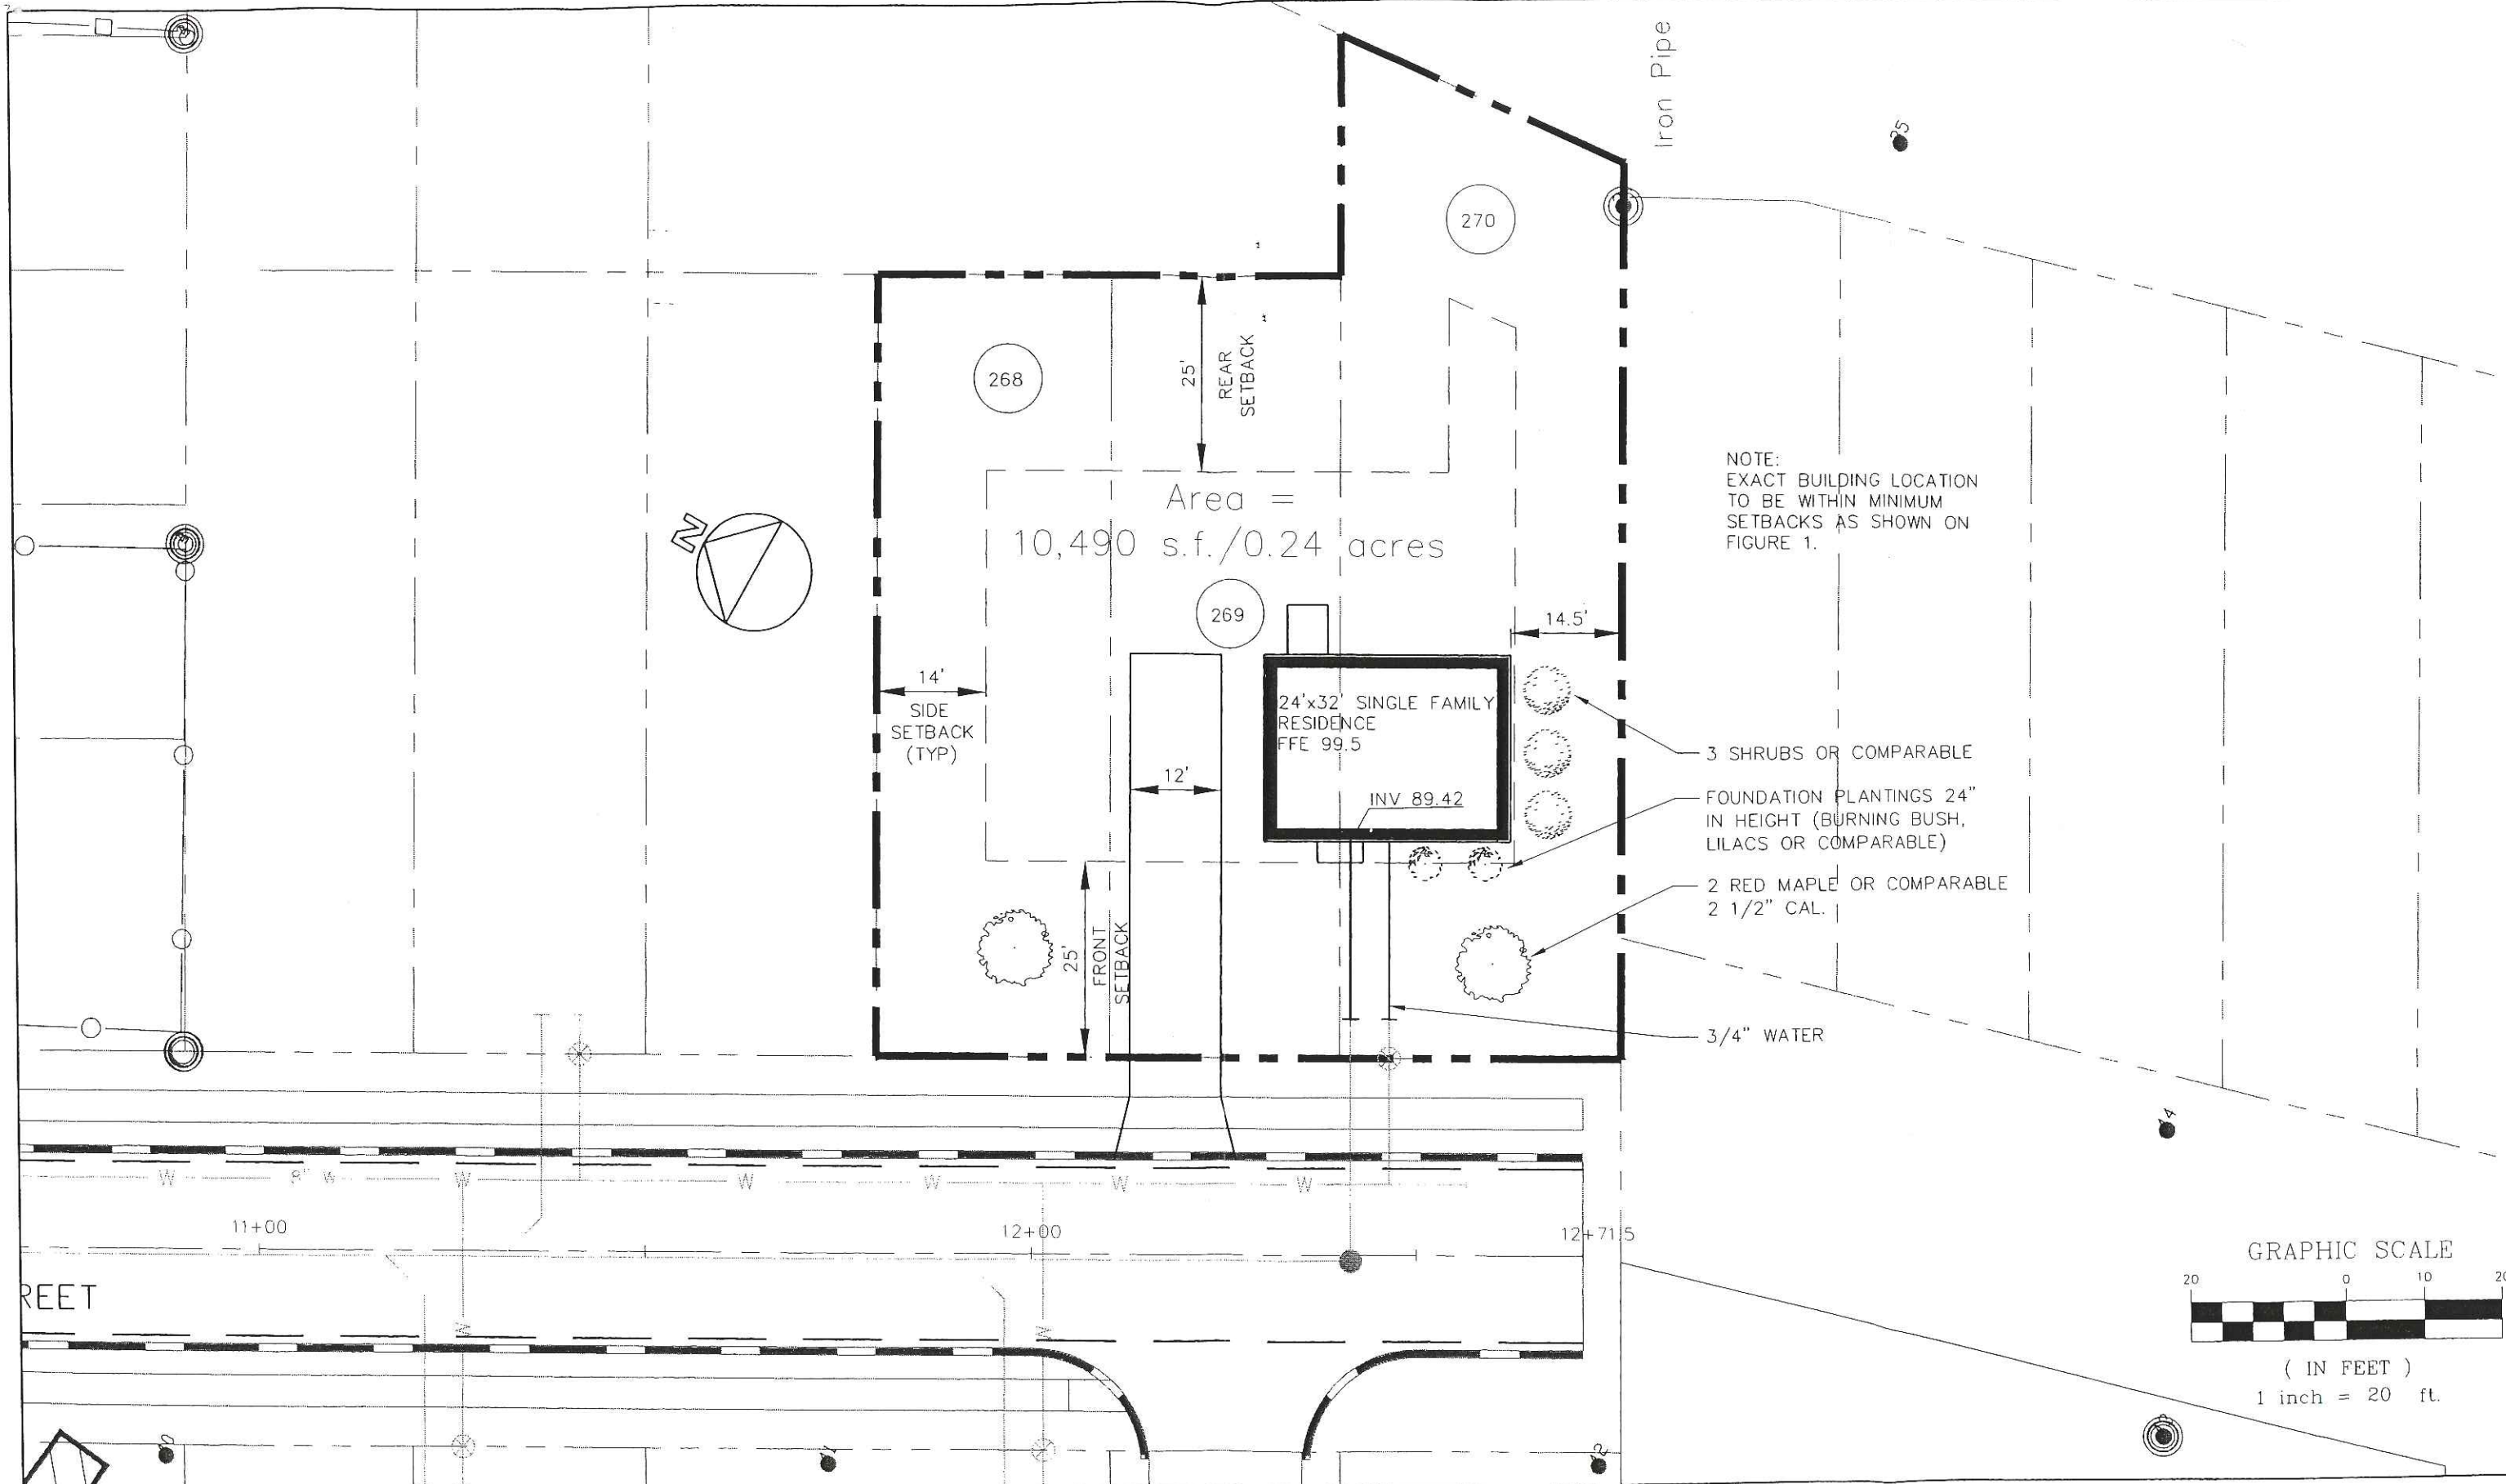 Iron Pipe
25
270
268
25'
REAR
SETBACK
Area =
10,490 s.f./0.24 acres
N
NOTE:
EXACT BUILDING LOCATION
TO BE WITHIN MINIMUM
SETBACKS AS SHOWN ON
FIGURE 1.
269
14.5'
14'
SIDE
SETBACK
(TYP)
24'x32' SINGLE FAMILY
RESIDENCE
FFE 99.5
12'
INV 89.42
3 SHRUBS OR COMPARABLE
FOUNDATION PLANTINGS 24"
IN HEIGHT (BURNING BUSH,
LILACS OR COMPARABLE)
2 RED MAPLE OR COMPARABLE
2 1/2" CAL.
25'
FRONT
SETBACK
3/4" WATER
W 8" W W W W W W
11+00
12+00
12+71.5
REET
W
W
GRAPHIC SCALE
20 0 10 20
( IN FEET )
1 inch = 20 ft.